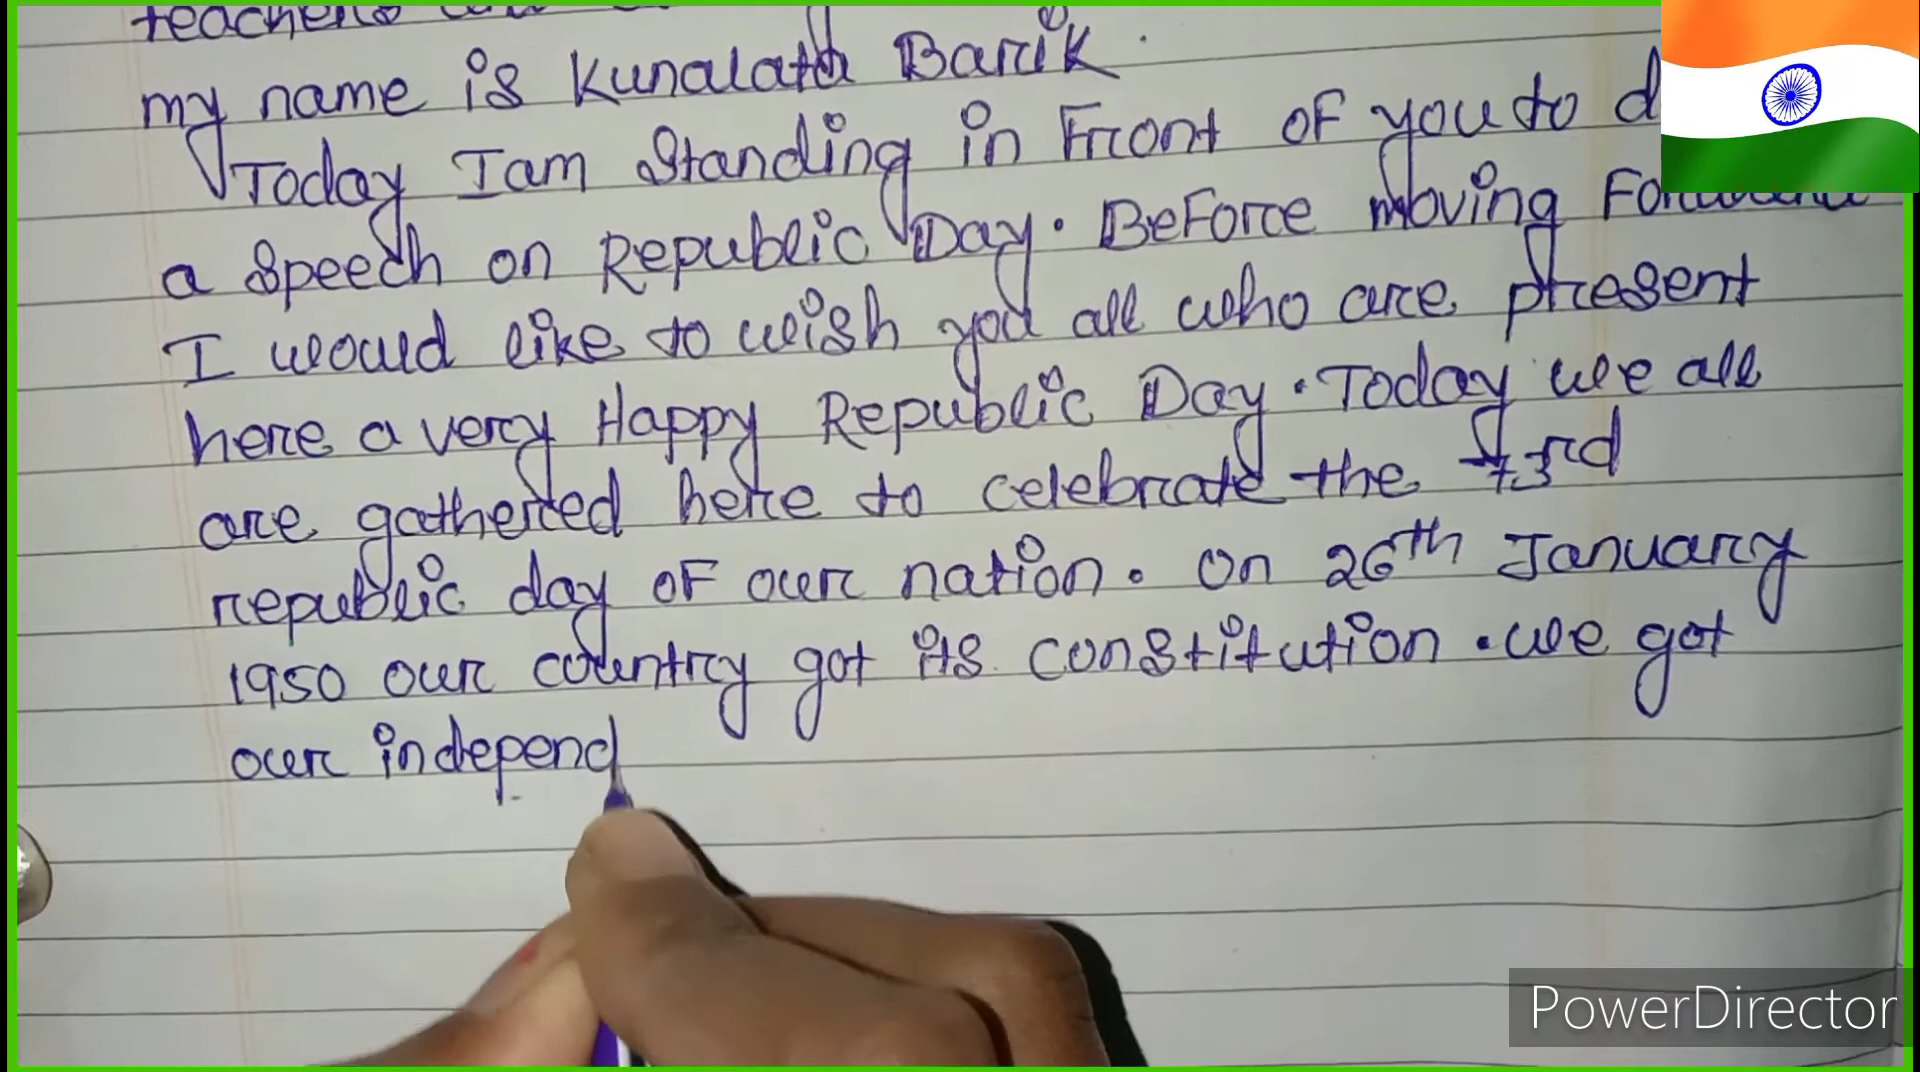 teachers
my name is Kunalata Barik.
Today I am Standing in Front of you to
a speech on Republic Day. Before moving Forward
I would like to wish you all who are present
here a very Happy Republic Day. Today we all
are gathered here to celebrate the 73rd
republic day of our nation. On 26th January
1950 our country got its constitution. we got
our independ
PowerDirector